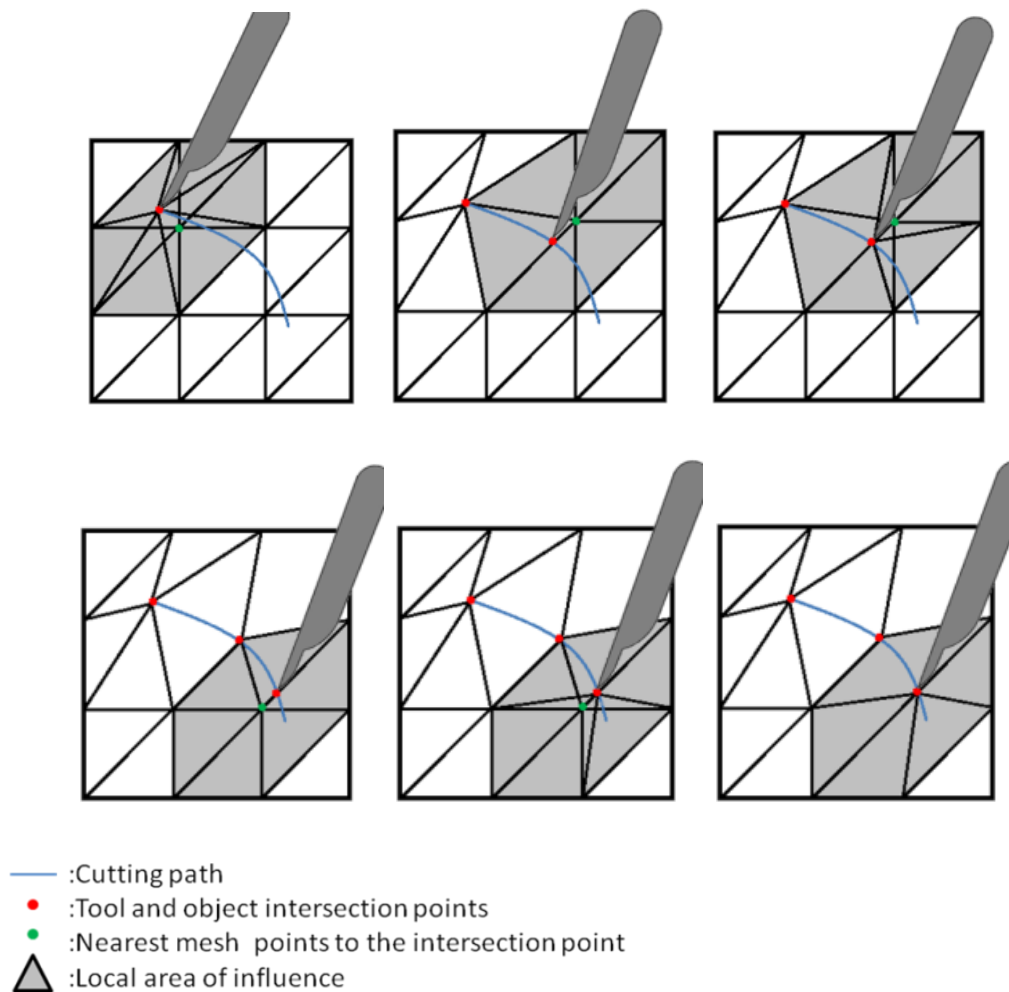 :Cutting path
:Tool and object intersection points
:Nearest mesh points to the intersection point
:Local area of influence